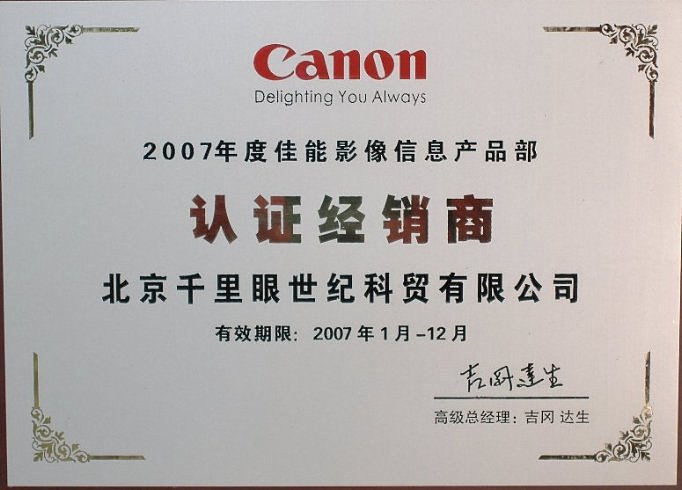 Canon
Delighting You Always
2007年度佳能影像信息产品部
认证经销商
北京千里眼世纪科贸有限公司
有效期限：2007年1月-12月
吉冈达生
高级总经理：吉冈 达生